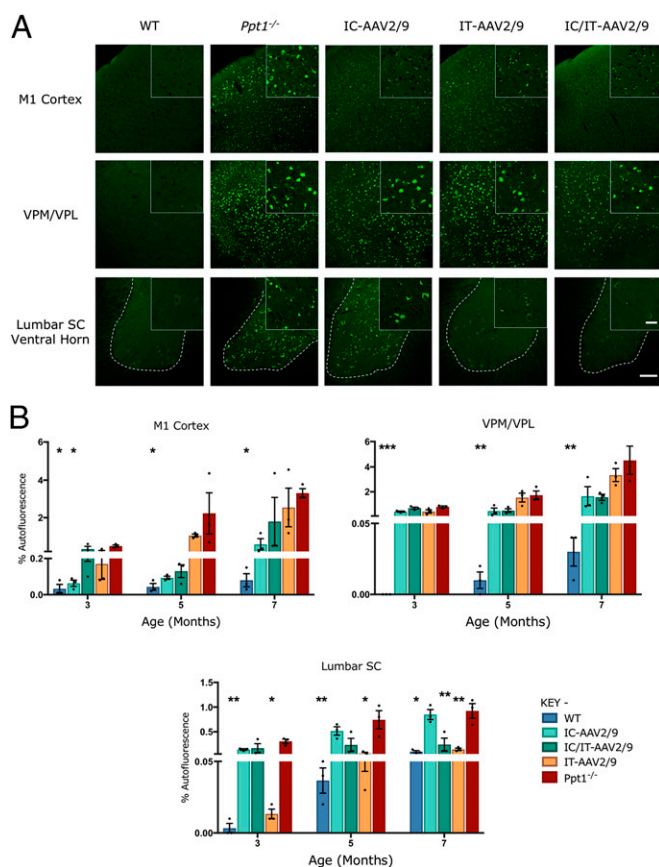 A
WT Ppt1-/- IC-AAV2/9 IT-AAV2/9 IC/IT-AAV2/9
M1 Cortex
VPM/VPL
Lumbar SC
Ventral Horn
B
M1 Cortex
% Autofluorescence
6
4
2
0.2
0.0
* * * *
3 5 7
Age (Months)
VPM/VPL
% Autofluorescence
6
4
2
0.05
0.00
*** ** **
3 5 7
Age (Months)
Lumbar SC
% Autofluorescence
1.5
1.0
0.5
0.05
0.00
** * ** * * ** **
3 5 7
Age (Months)
KEY -
WT
IC-AAV2/9
IC/IT-AAV2/9
IT-AAV2/9
Ppt1-/-